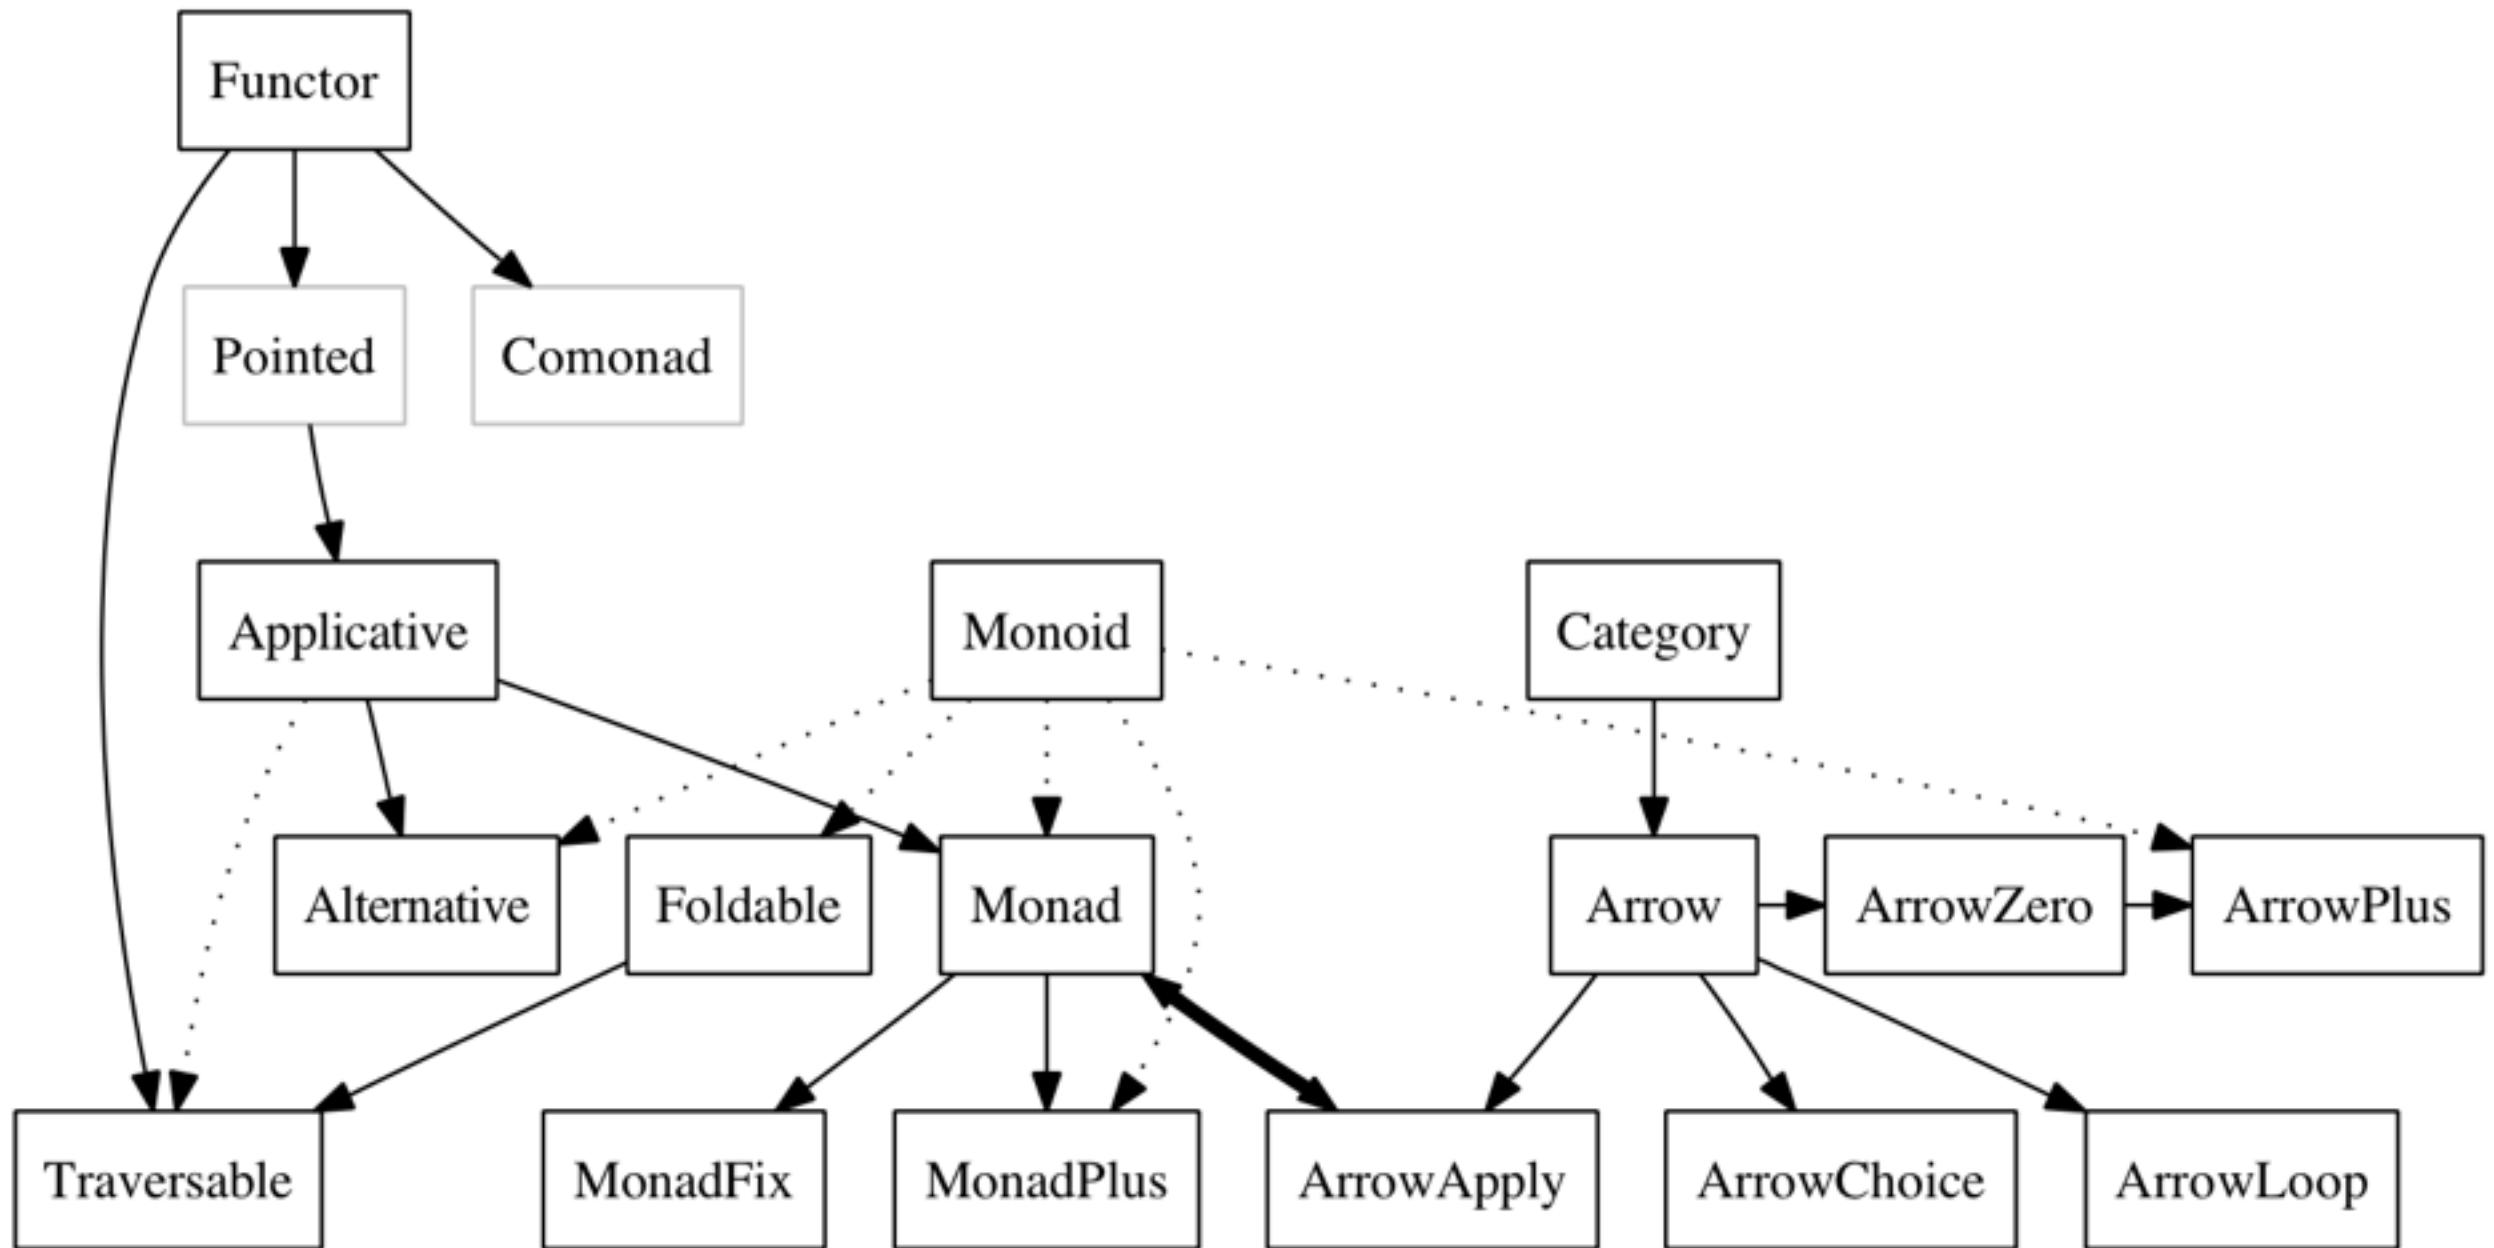 Functor
Pointed
Comonad
Applicative
Monoid
Category
Alternative
Foldable
Monad
Arrow
ArrowZero
ArrowPlus
Traversable
MonadFix
MonadPlus
ArrowApply
ArrowChoice
ArrowLoop